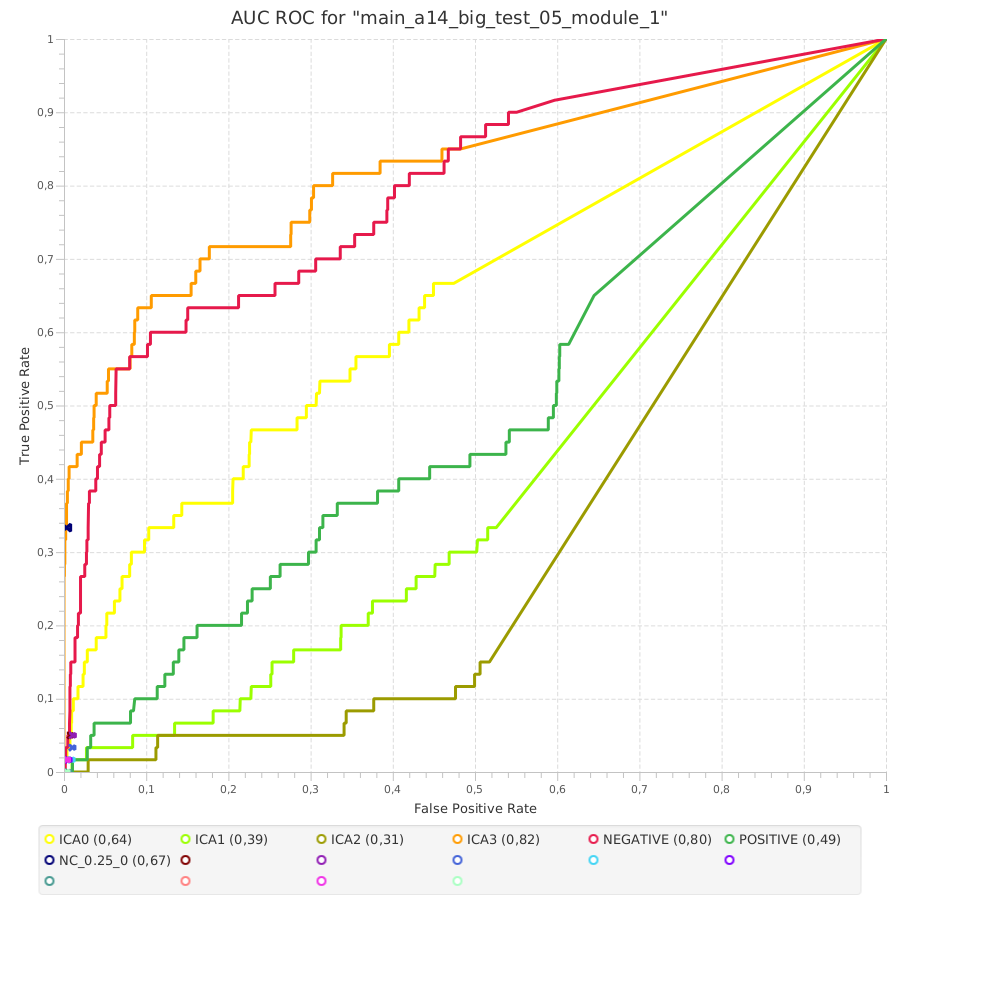 AUC ROC for "main_a14_big_test_05_module_1"
1
0,9
0,8
0,7
0,6
0,5
0,4
0,3
0,2
0,1
0
True Positive Rate
0 0,1 0,2 0,3 0,4 0,5 0,6 0,7 0,8 0,9 1
False Positive Rate
ICA0 (0,64) ICA1 (0,39) ICA2 (0,31) ICA3 (0,82) NEGATIVE (0,80) POSITIVE (0,49)
NC_0.25_0 (0,67)